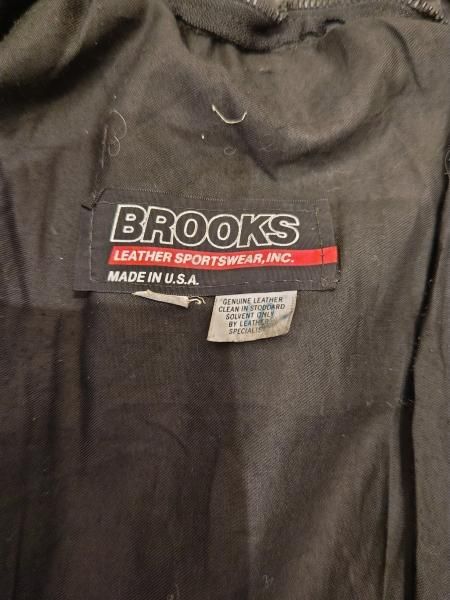 BROOKS
LEATHER SPORTSWEAR, INC.
MADE IN U.S.A.
GENUINE LEATHER
CLEAN IN STODDARD
SOLVENT ONLY
BY LEATHER
SPECIALIST